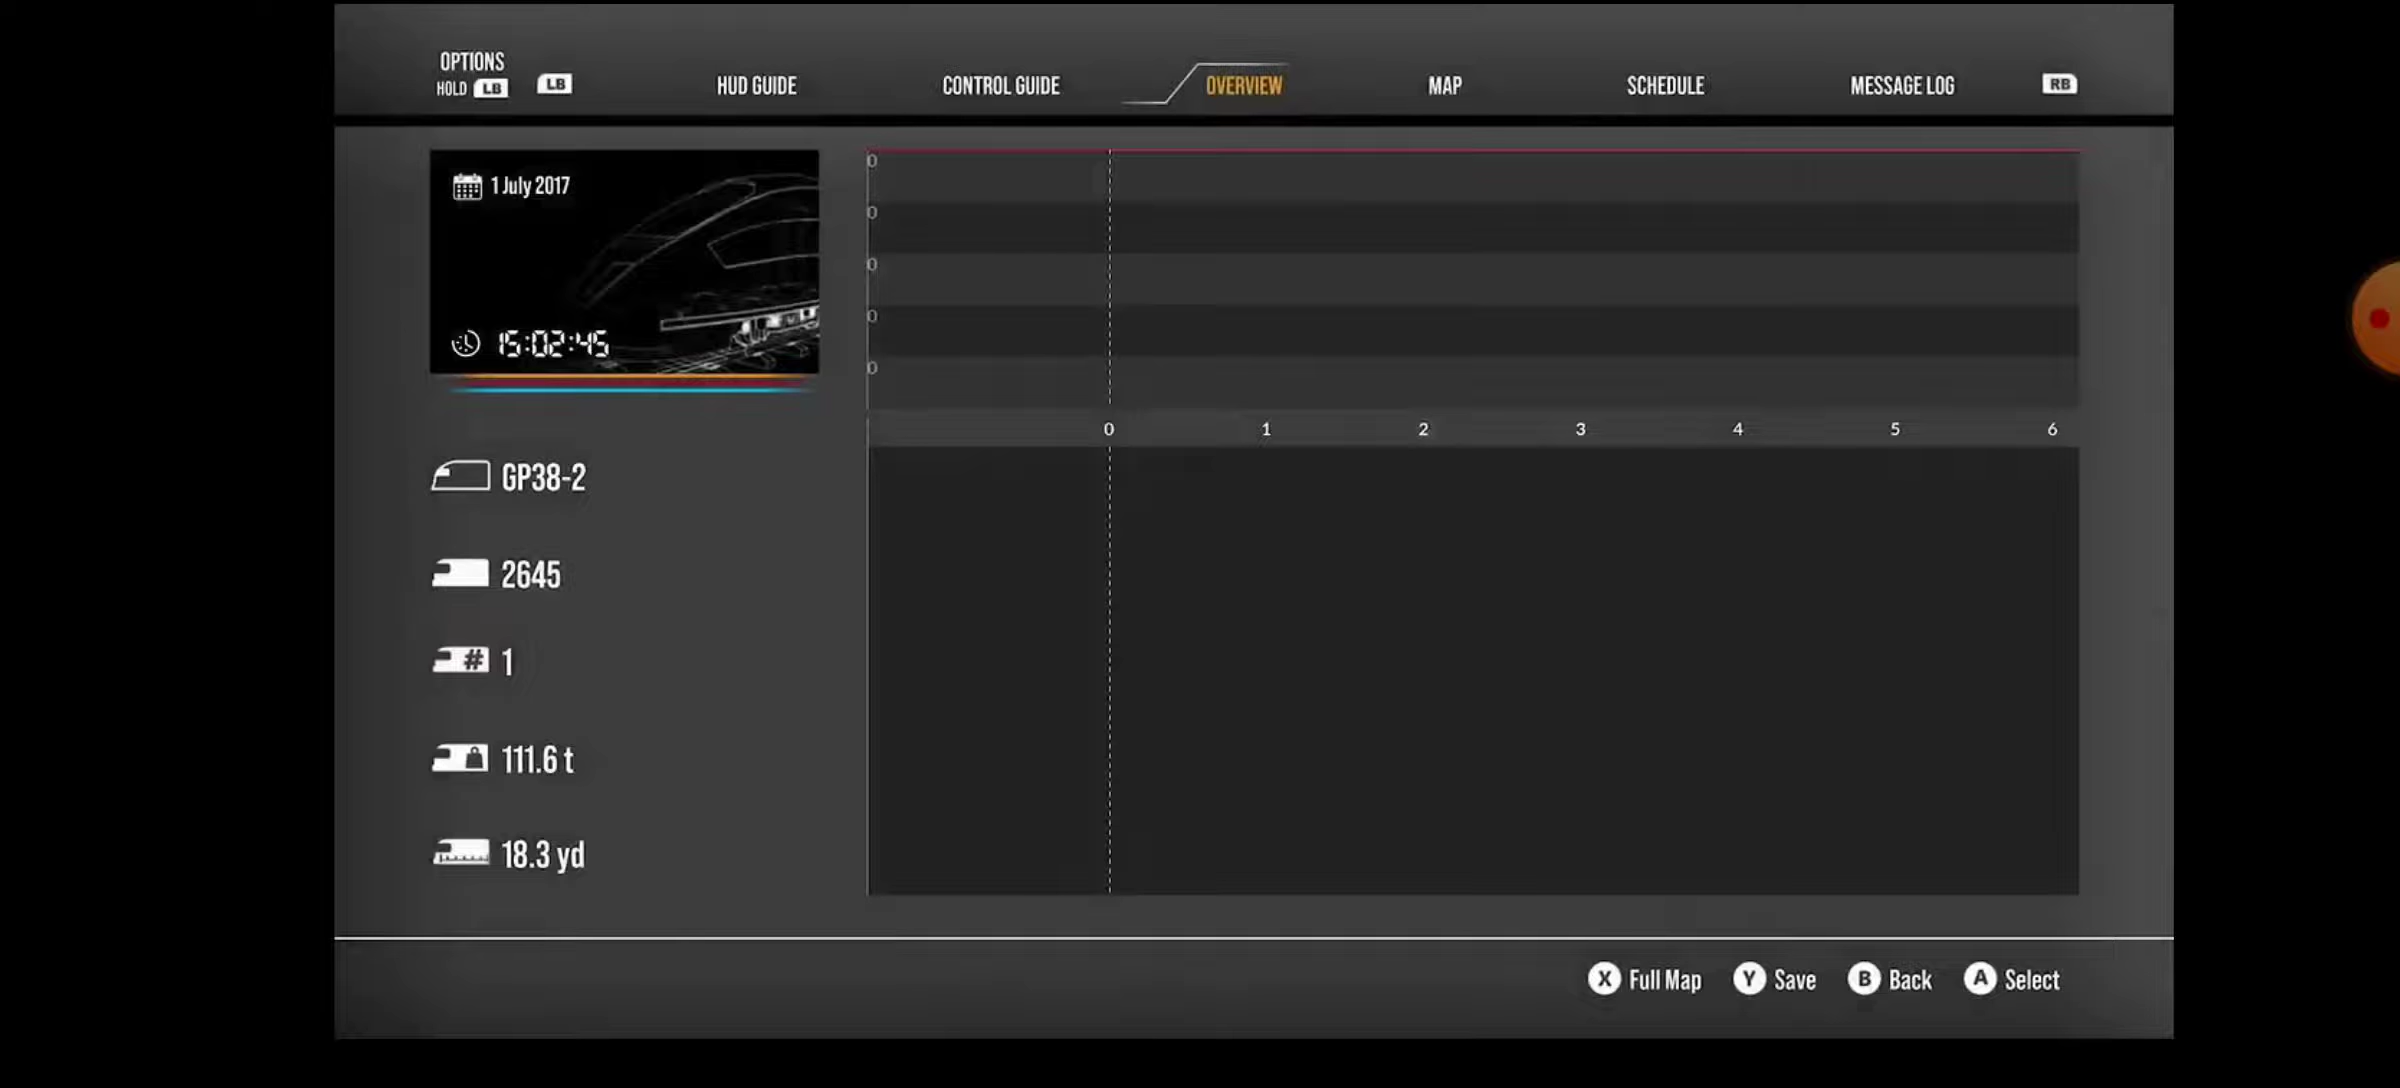 OPTIONS
HOLD LB
LB
HUD GUIDE
CONTROL GUIDE
OVERVIEW
MAP
SCHEDULE
MESSAGE LOG
RB
1 July 2017
15:02:45
0
0
0
0
0
0 1 2 3 4 5 6
GP38-2
2645
# 1
111.6 t
18.3 yd
X Full Map Y Save B Back A Select